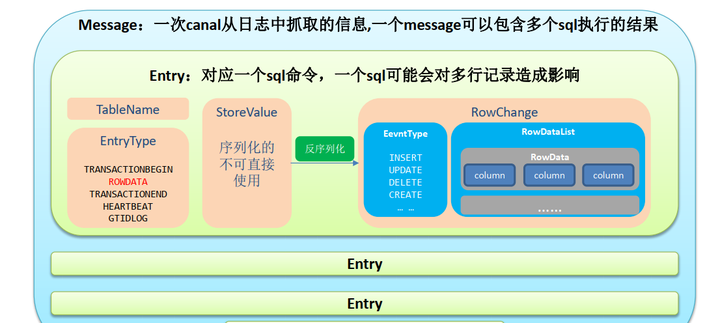 Message：一次canal从日志中抓取的信息,一个message可以包含多个sql执行的结果
Entry：对应一个sql命令，一个sql可能会对多行记录造成影响
TableName
EntryType
TRANSACTIONBEGIN
ROWDATA
TRANSACTIONEND
HEARTBEAT
GTIDLOG
StoreValue
序列化的
不可直接
使用
反序列化
RowChange
EevntType
INSERT
UPDATE
DELETE
CREATE
… …
RowDataList
RowData
column
column
column
……
Entry
Entry